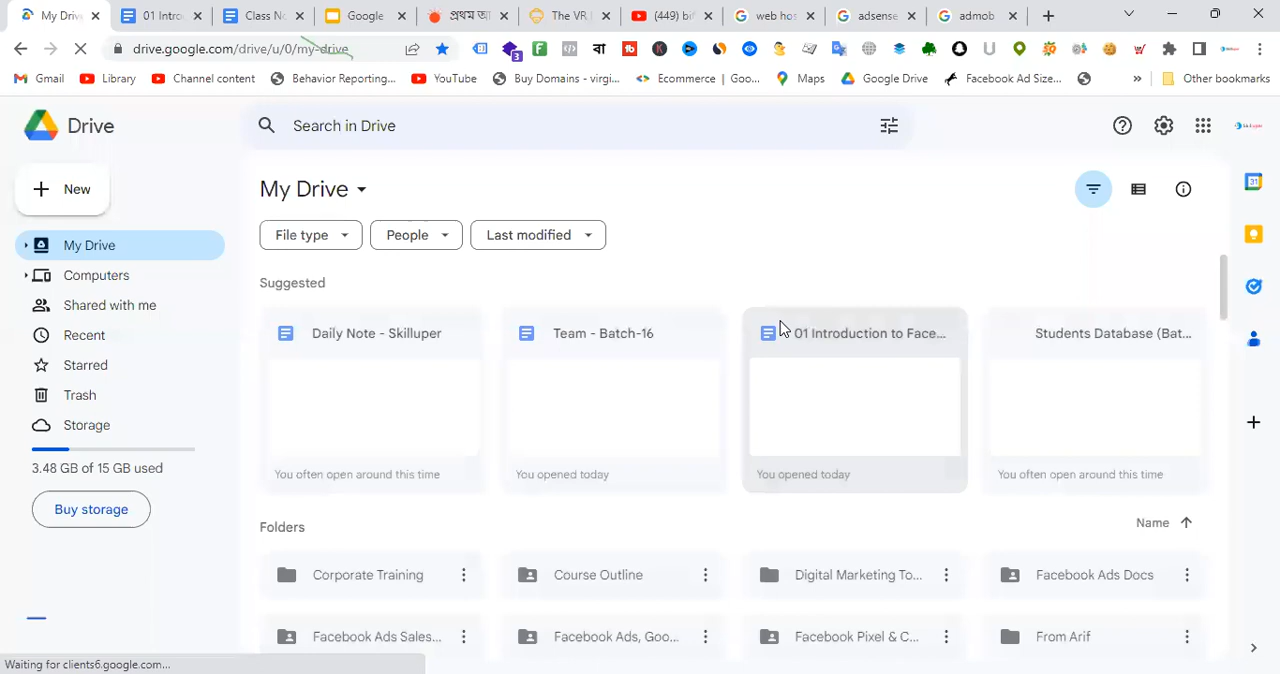 My Driv
01 Intro
Class No
Google
প্রথম আ
The VR
(449) br
web hos
adsense
admob
drive.google.com/drive/u/0/my-drive
Gmail
Library
Channel content
Behavior Reporting...
YouTube
Buy Domains - virgi...
Ecommerce | Goo...
Maps
Google Drive
Facebook Ad Size...
»
Other bookmarks
Drive
Search in Drive
New
My Drive
File type
People
Last modified
My Drive
Computers
Shared with me
Recent
Starred
Trash
Storage
3.48 GB of 15 GB used
Buy storage
Suggested
Daily Note - Skilluper
Team - Batch-16
01 Introduction to Face...
Students Database (Bat...
You often open around this time
You opened today
You opened today
You often open around this time
Folders
Name
Corporate Training
Course Outline
Digital Marketing To...
Facebook Ads Docs
Facebook Ads Sales...
Facebook Ads, Goo...
Facebook Pixel & C...
From Arif
Waiting for clients6.google.com...